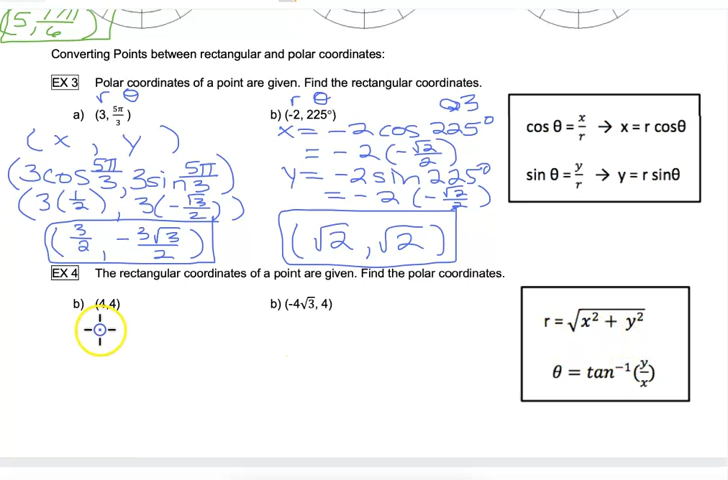 (5, 11π/6)
Converting Points between rectangular and polar coordinates:
EX 3 Polar coordinates of a point are given. Find the rectangular coordinates.
r θ
a) (3, 5π/3)
(x, y)
(3cos 5π/3, 3sin 5π/3)
(3(1/2), 3(-√3/2))
(3/2, -3√3/2)
r θ
b) (-2, 225°)
Q3
x = -2 cos 225°
= -2(-√2/2)
y = -2 sin 225°
= -2(-√2/2)
(√2, √2)
cos θ = x/r → x = r cosθ
sin θ = y/r → y = r sinθ
EX 4 The rectangular coordinates of a point are given. Find the polar coordinates.
b) (4,4)
b) (-4√3, 4)
r = √x² + y²
θ = tan⁻¹(y/x)